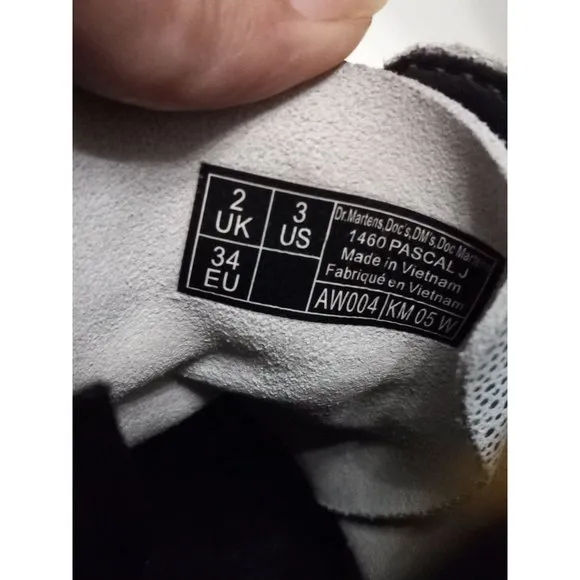 2
UK
3
US
34
EU
Dr.Martens,Doc's,DM's,Doc
1460 PASCAL J
Made in Vietnam
Fabriqué en Vietnam
AW004
KM 05 W